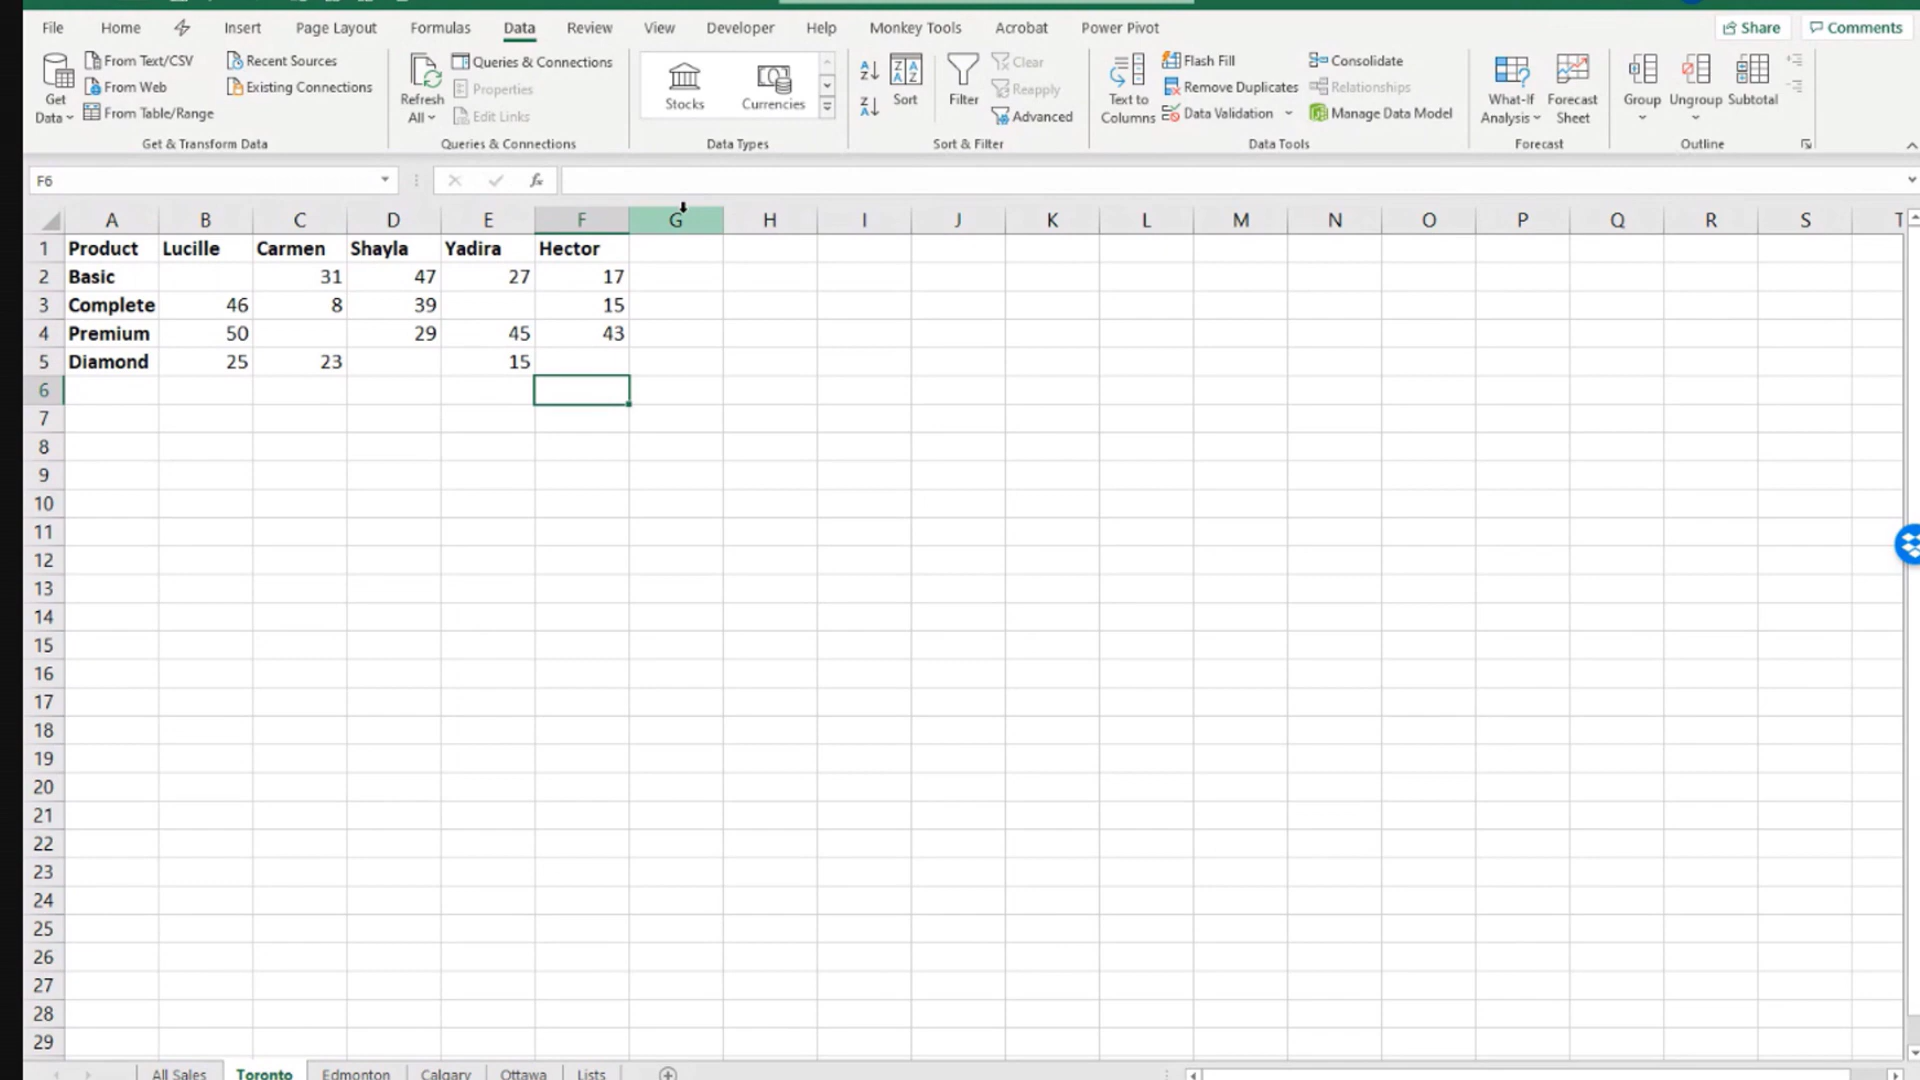 File Home Insert Page Layout Formulas Data Review View Developer Help Monkey Tools Acrobat Power Pivot Share Comments
Get Data
From Text/CSV
From Web
From Table/Range
Recent Sources
Existing Connections
Get & Transform Data
Refresh All
Queries & Connections
Properties
Edit Links
Queries & Connections
Stocks
Currencies
Data Types
Sort
Filter
Clear
Reapply
Advanced
Sort & Filter
Text to Columns
Flash Fill
Remove Duplicates
Data Validation
Consolidate
Relationships
Manage Data Model
Data Tools
What-If Analysis
Forecast Sheet
Forecast
Group
Ungroup
Subtotal
Outline
F6 fx
A B C D E F G H I J K L M N O P Q R S T
1 Product Lucille Carmen Shayla Yadira Hector
2 Basic 31 47 27 17
3 Complete 46 8 39 15
4 Premium 50 29 45 43
5 Diamond 25 23 15
6
7
8
9
10
11
12
13
14
15
16
17
18
19
20
21
22
23
24
25
26
27
28
29
All Sales Toronto Edmonton Calgary Ottawa Lists